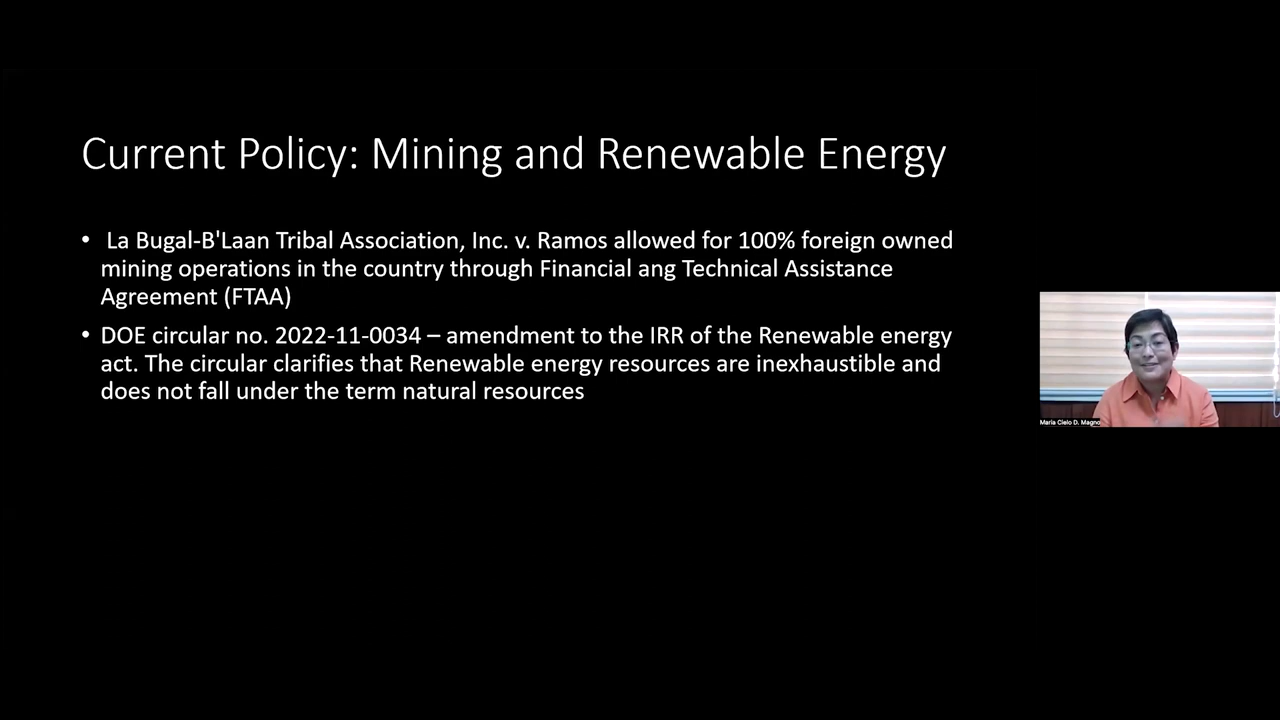 Current Policy: Mining and Renewable Energy
• La Bugal-B'Laan Tribal Association, Inc. v. Ramos allowed for 100% foreign owned
mining operations in the country through Financial ang Technical Assistance
Agreement (FTAA)
• DOE circular no. 2022-11-0034 – amendment to the IRR of the Renewable energy
act. The circular clarifies that Renewable energy resources are inexhaustible and
does not fall under the term natural resources
Maria Cielo D. Magno